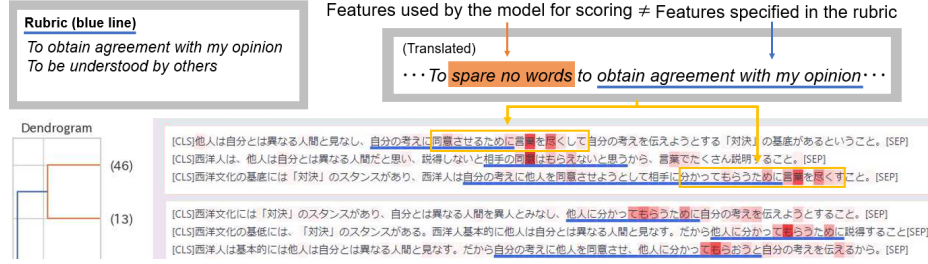 Features used by the model for scoring ≠ Features specified in the rubric
Rubric (blue line)
To obtain agreement with my opinion
To be understood by others
(Translated)
···To spare no words to obtain agreement with my opinion···
Dendrogram
(46)
(13)
[CLS]他人は自分とは異なる人間と見なし、自分の考えに同意させるために言葉を尽くして自分の考えを伝えようとする「対決」の基底があるということ。[SEP]
[CLS]西洋人は、他人は自分とは異なる人間だと思い、説得しないと相手の同意はもらえないと思うから、言葉でたくさん説明すること。[SEP]
[CLS]西洋文化の基底には「対決」のスタンスがあり、西洋人は自分の考えに他人を同意させようとして相手に分かってもらうために言葉を尽くすこと。[SEP]
[CLS]西洋文化には「対決」のスタンスがあり、自分とは異なる人間を異人とみなし、他人に分かってもらうために自分の考えを伝えようとすること。[SEP]
[CLS]西洋文化の基底には、「対決」のスタンスがある。西洋人基本的に他人は自分とは異なる人間と見なす。だから他人に分かってもらうために説得すること[SEP]
[CLS]西洋人は基本的には他人は自分とは異なる人間と見なす。だから自分の考えに他人を同意させ、他人に分かってもらおうと自分の考えを伝えるから。[SEP]